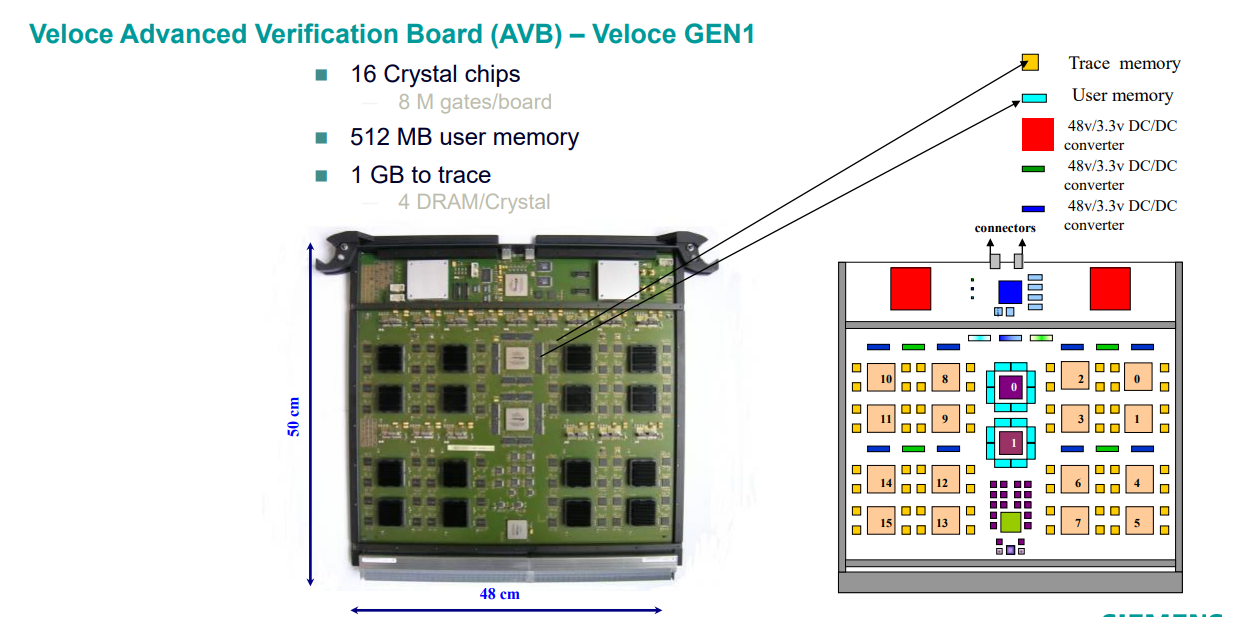 Veloce Advanced Verification Board (AVB) – Veloce GEN1
16 Crystal chips
— 8 M gates/board
512 MB user memory
1 GB to trace
— 4 DRAM/Crystal
Trace memory
User memory
48v/3.3v DC/DC
converter
48v/3.3v DC/DC
converter
48v/3.3v DC/DC
converter
connectors
50 cm
48 cm
10 8 0 2 0
11 9 1 3 1
14 12 6 4
15 13 7 5
SIEMENS